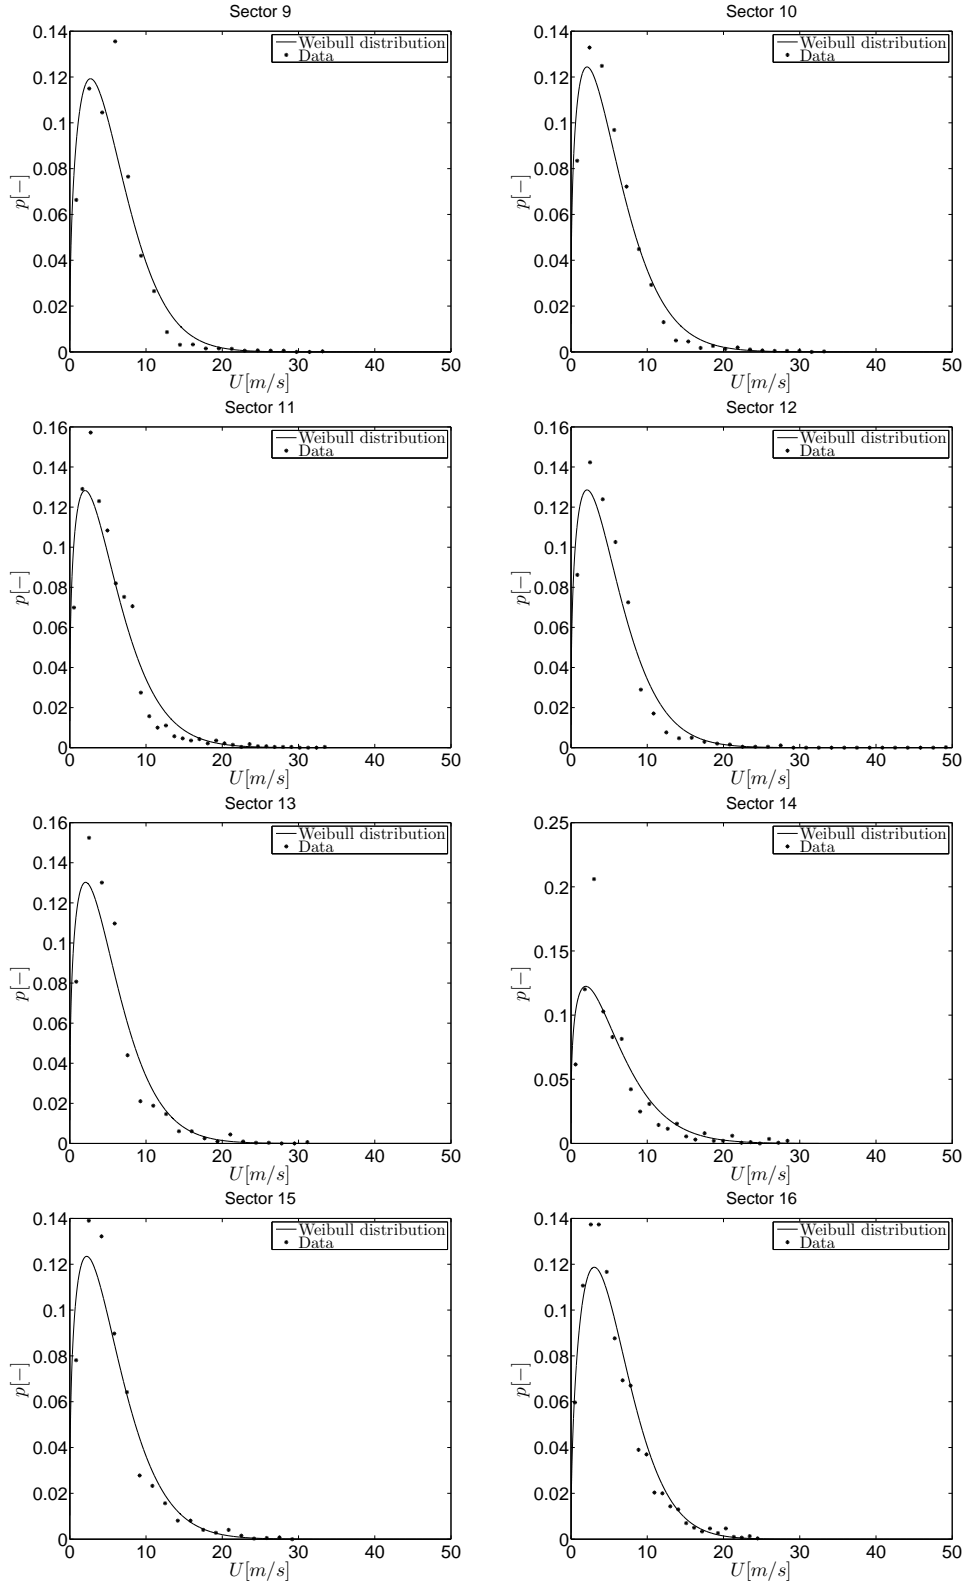 Sector 9
Weibull distribution
Data
0.14
0.12
0.1
0.08
0.06
0.04
0.02
0
p[−]
0 10 20 30 40 50
U[m/s]
Sector 10
Weibull distribution
Data
0.14
0.12
0.1
0.08
0.06
0.04
0.02
0
p[−]
0 10 20 30 40 50
U[m/s]
Sector 11
Weibull distribution
Data
0.16
0.14
0.12
0.1
0.08
0.06
0.04
0.02
0
p[−]
0 10 20 30 40 50
U[m/s]
Sector 12
Weibull distribution
Data
0.16
0.14
0.12
0.1
0.08
0.06
0.04
0.02
0
p[−]
0 10 20 30 40 50
U[m/s]
Sector 13
Weibull distribution
Data
0.16
0.14
0.12
0.1
0.08
0.06
0.04
0.02
0
p[−]
0 10 20 30 40 50
U[m/s]
Sector 14
Weibull distribution
Data
0.25
0.2
0.15
0.1
0.05
0
p[−]
0 10 20 30 40 50
U[m/s]
Sector 15
Weibull distribution
Data
0.14
0.12
0.1
0.08
0.06
0.04
0.02
0
p[−]
0 10 20 30 40 50
U[m/s]
Sector 16
Weibull distribution
Data
0.14
0.12
0.1
0.08
0.06
0.04
0.02
0
p[−]
0 10 20 30 40 50
U[m/s]